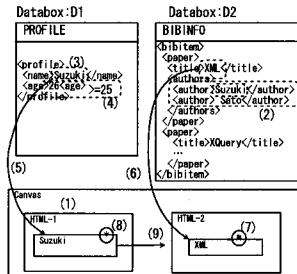 Databox:D1
PROFILE
<profile> (3)
<name>Suzuki</name>
<age>26<age> >=25
</profile> (4)
Databox:D2
BIBINFO
<bibitem>
<paper>
<title>XML</title>
<authors>
<author>Suzuki</author>
<author> Sato</author>
</authors> (2)
</paper>
<paper>
<title>XQuery</title>
...
</paper>
</bibitem>
(5)
(6)
Canvas
(1)
HTML-1
(8)
*
Suzuki
(9)
HTML-2
(7)
*
XML